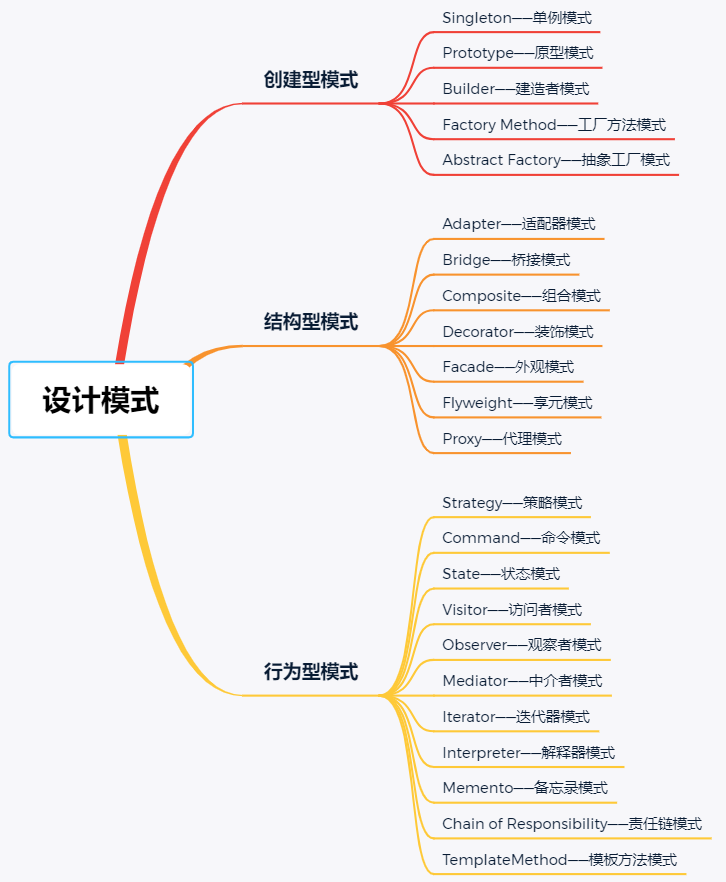 设计模式
创建型模式
Singleton——单例模式
Prototype——原型模式
Builder——建造者模式
Factory Method——工厂方法模式
Abstract Factory——抽象工厂模式
结构型模式
Adapter——适配器模式
Bridge——桥接模式
Composite——组合模式
Decorator——装饰模式
Facade——外观模式
Flyweight——享元模式
Proxy——代理模式
行为型模式
Strategy——策略模式
Command——命令模式
State——状态模式
Visitor——访问者模式
Observer——观察者模式
Mediator——中介者模式
Iterator——迭代器模式
Interpreter——解释器模式
Memento——备忘录模式
Chain of Responsibility——责任链模式
TemplateMethod——模板方法模式